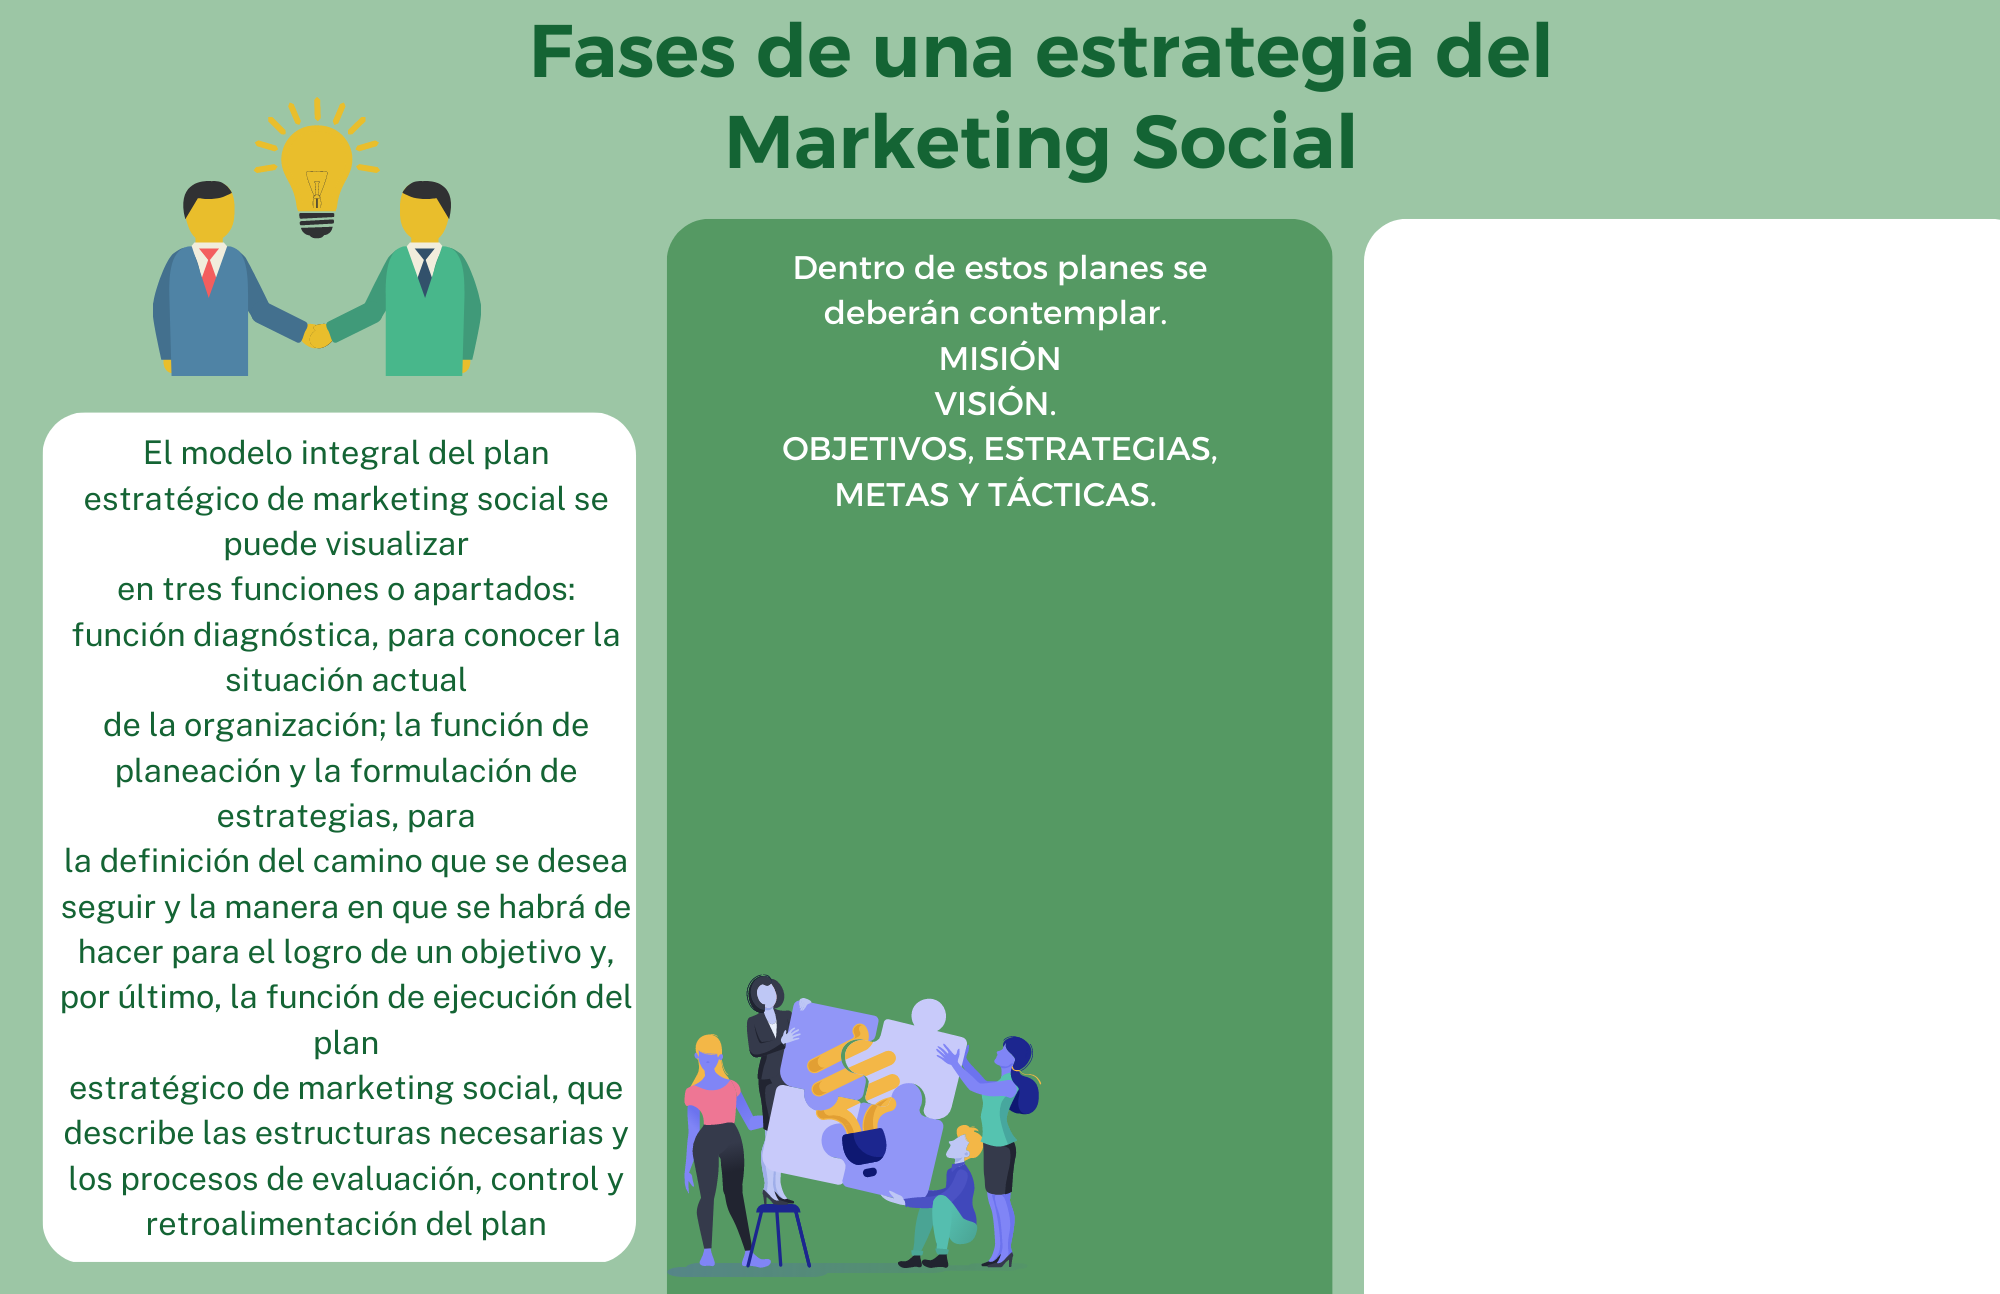 Fases de una estrategia del
Marketing Social
El modelo integral del plan
estratégico de marketing social se
puede visualizar
en tres funciones o apartados:
función diagnóstica, para conocer la
situación actual
de la organización; la función de
planeación y la formulación de
estrategias, para
la definición del camino que se desea
seguir y la manera en que se habrá de
hacer para el logro de un objetivo y,
por último, la función de ejecución del
plan
estratégico de marketing social, que
describe las estructuras necesarias y
los procesos de evaluación, control y
retroalimentación del plan
Dentro de estos planes se
deberán contemplar.
MISIÓN
VISIÓN.
OBJETIVOS, ESTRATEGIAS,
METAS Y TÁCTICAS.